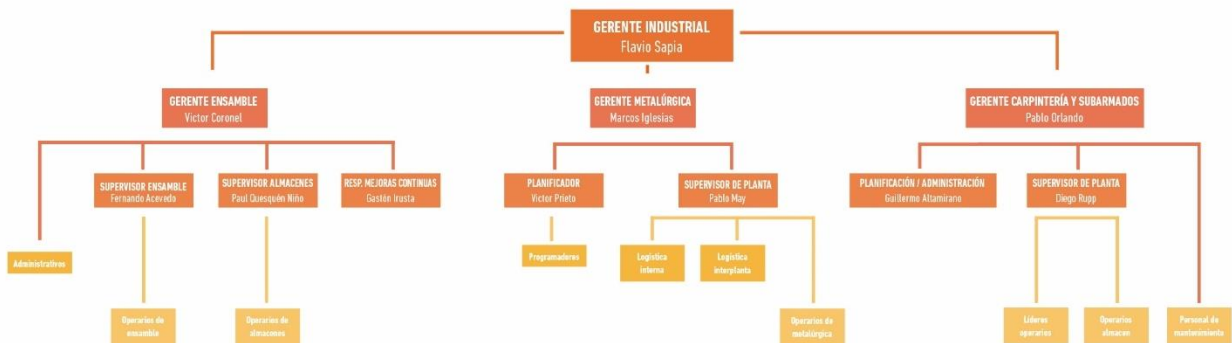 GERENTE INDUSTRIAL
Flavio Sapia
GERENTE ENSAMBLE
Victor Coronel
GERENTE METALÚRGICA
Marcos Iglesias
GERENTE CARPINTERÍA Y SUBARMADOS
Pablo Orlando
SUPERVISOR ENSAMBLE
Fernando Acevedo
SUPERVISOR ALMACENES
Paul Quesquén Niño
RESP. MEJORAS CONTINUAS
Gastón Irusta
PLANIFICADOR
Victor Prieto
SUPERVISOR DE PLANTA
Pablo May
PLANIFICACIÓN / ADMINISTRACIÓN
Guillermo Altamirano
SUPERVISOR DE PLANTA
Diego Rupp
Administrativos
Programadores
Logística
interna
Logística
interplanta
Operarios de
ensamble
Operarios de
almacenes
Operarios de
metalúrgica
Líderes
operarios
Operarios
almacen
Personal de
mantenimiento